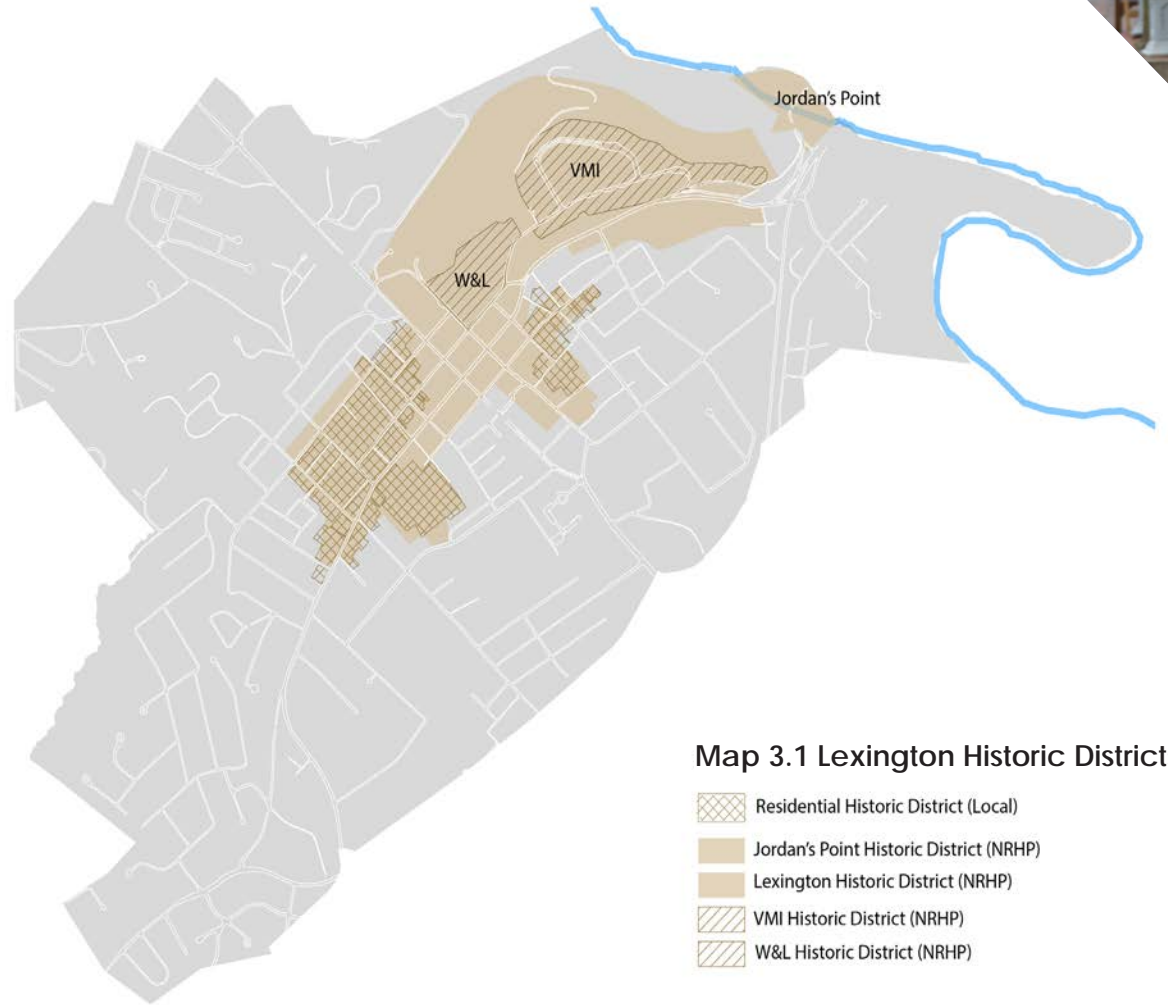 Jordan's Point
VMI
W&L
Map 3.1 Lexington Historic District
Residential Historic District (Local)
Jordan's Point Historic District (NRHP)
Lexington Historic District (NRHP)
VMI Historic District (NRHP)
W&L Historic District (NRHP)